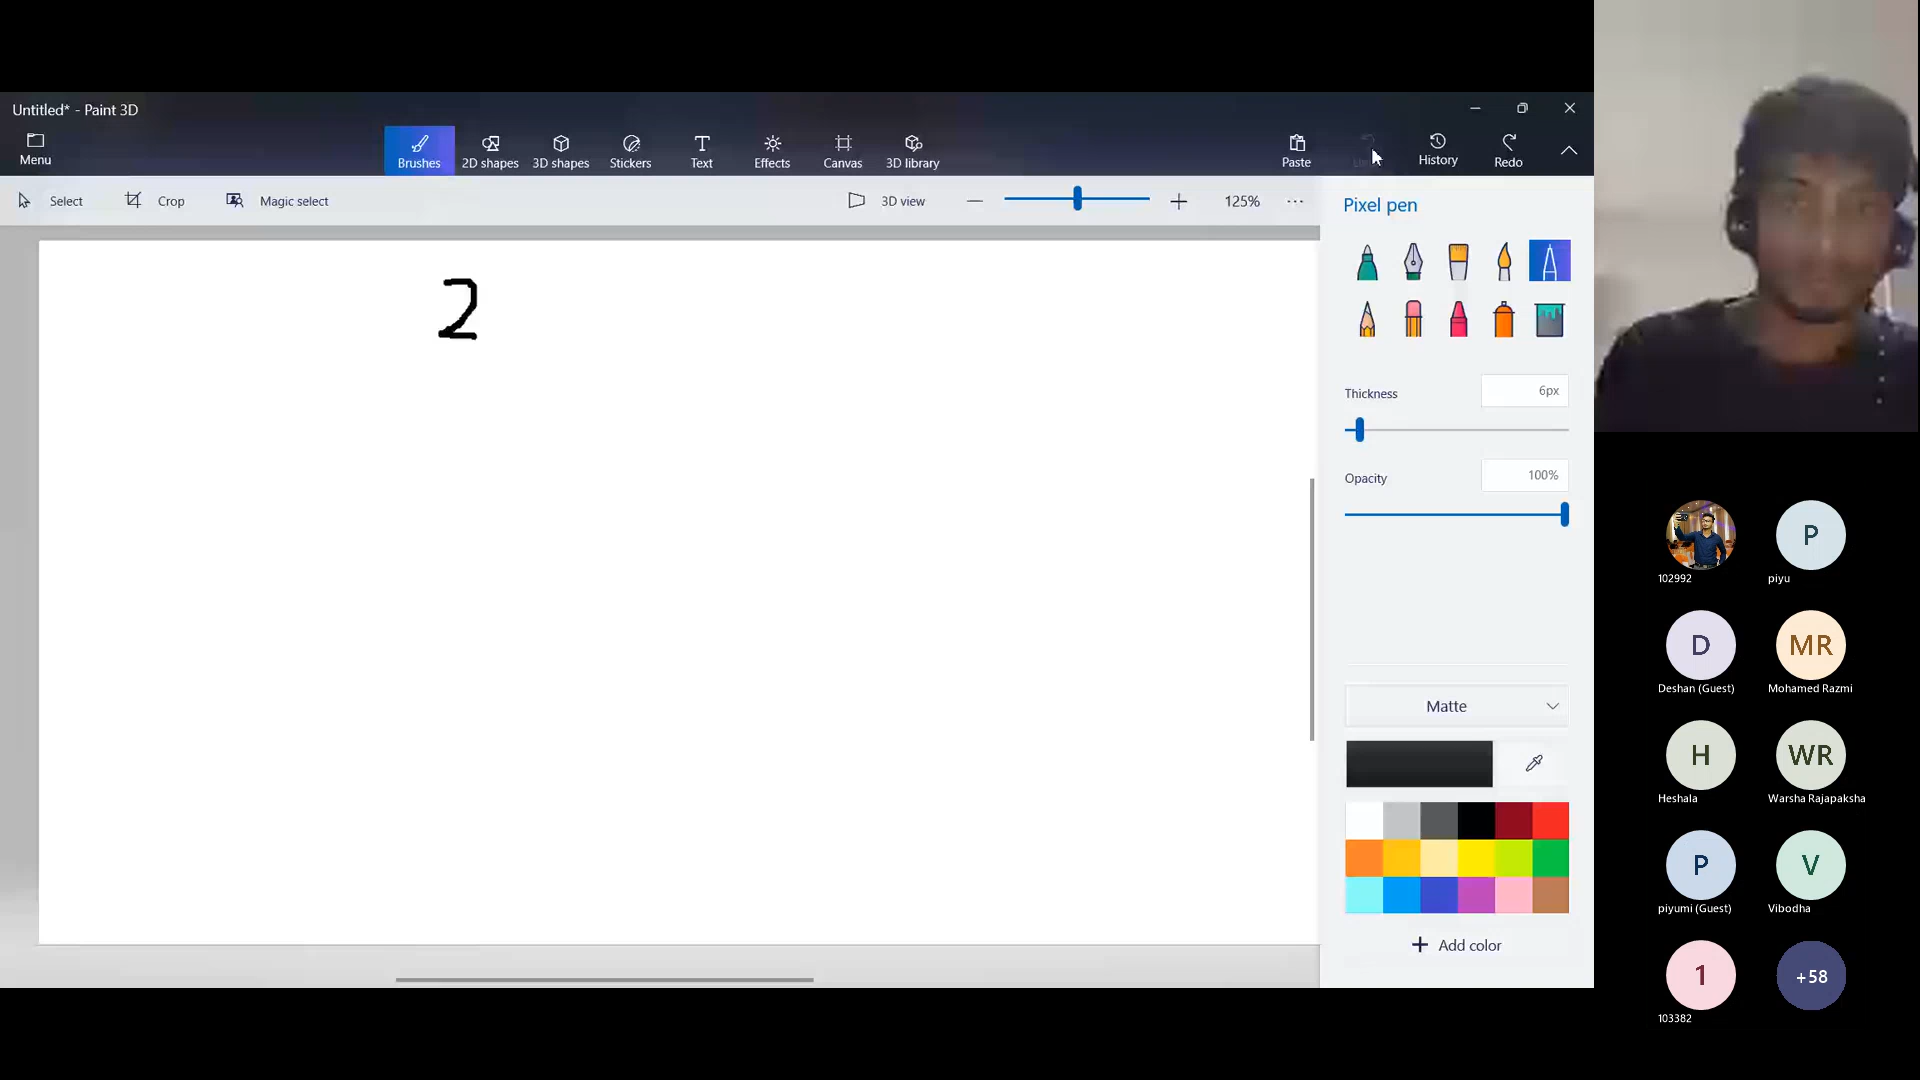 Untitled* - Paint 3D
Menu
Brushes
2D shapes
3D shapes
Stickers
Text
Effects
Canvas
3D library
Paste
History
Redo
Select
Crop
Magic select
3D view
125%
Pixel pen
2
Thickness
6px
Opacity
100%
Matte
Add color
102992
P
piyu
D
Deshan (Guest)
MR
Mohamed Razmi
H
Heshala
WR
Warsha Rajapaksha
P
piyumi (Guest)
V
Vibodha
1
103382
+58